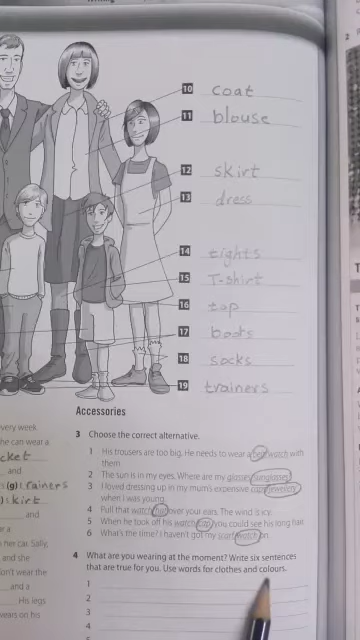 10 coat
11 blouse
12 skirt
13 dress
14 tights
15 T-shirt
16 top
17 boots
18 socks
19 trainers
very week.
he can wear a
cket
and
(g) trainers
) skirt
and
r a
her car. Sally,
and she
on't wear the
and a
His legs
wears on his
Accessories
3 Choose the correct alternative.
1 His trousers are too big. He needs to wear a belt/watch with
them.
2 The sun is in my eyes. Where are my glasses/sunglasses?
3 I loved dressing up in my mum's expensive cap/jewellery
when I was young.
4 Pull that watch/hat over your ears. The wind is icy.
5 When he took off his watch/cap, you could see his long hair.
6 What's the time? I haven't got my scarf/watch on.
4 What are you wearing at the moment? Write six sentences
that are true for you. Use words for clothes and colours.
1
2
3
4